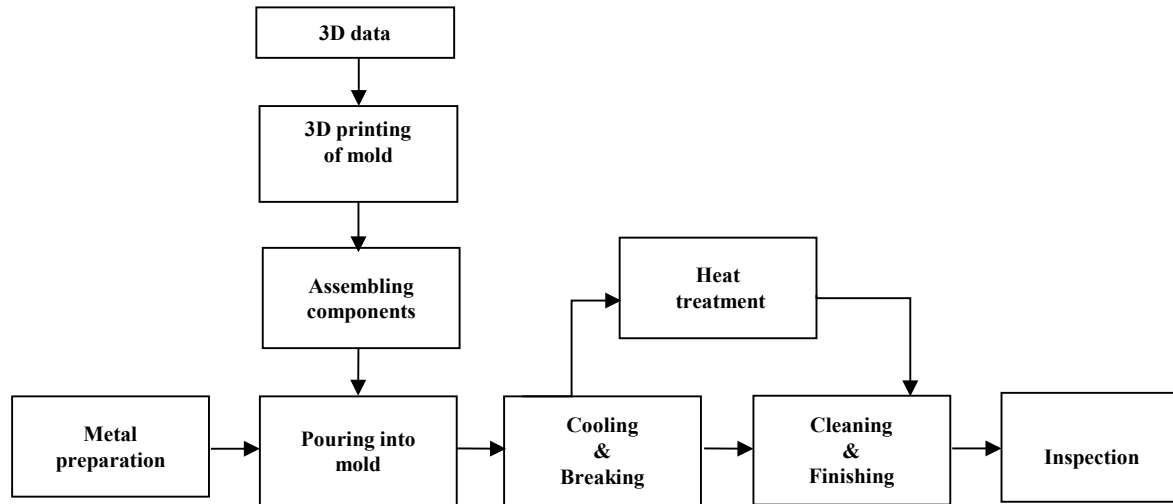 3D data
3D printing
of mold
Assembling
components
Heat
treatment
Metal
preparation
Pouring into
mold
Cooling
&
Breaking
Cleaning
&
Finishing
Inspection